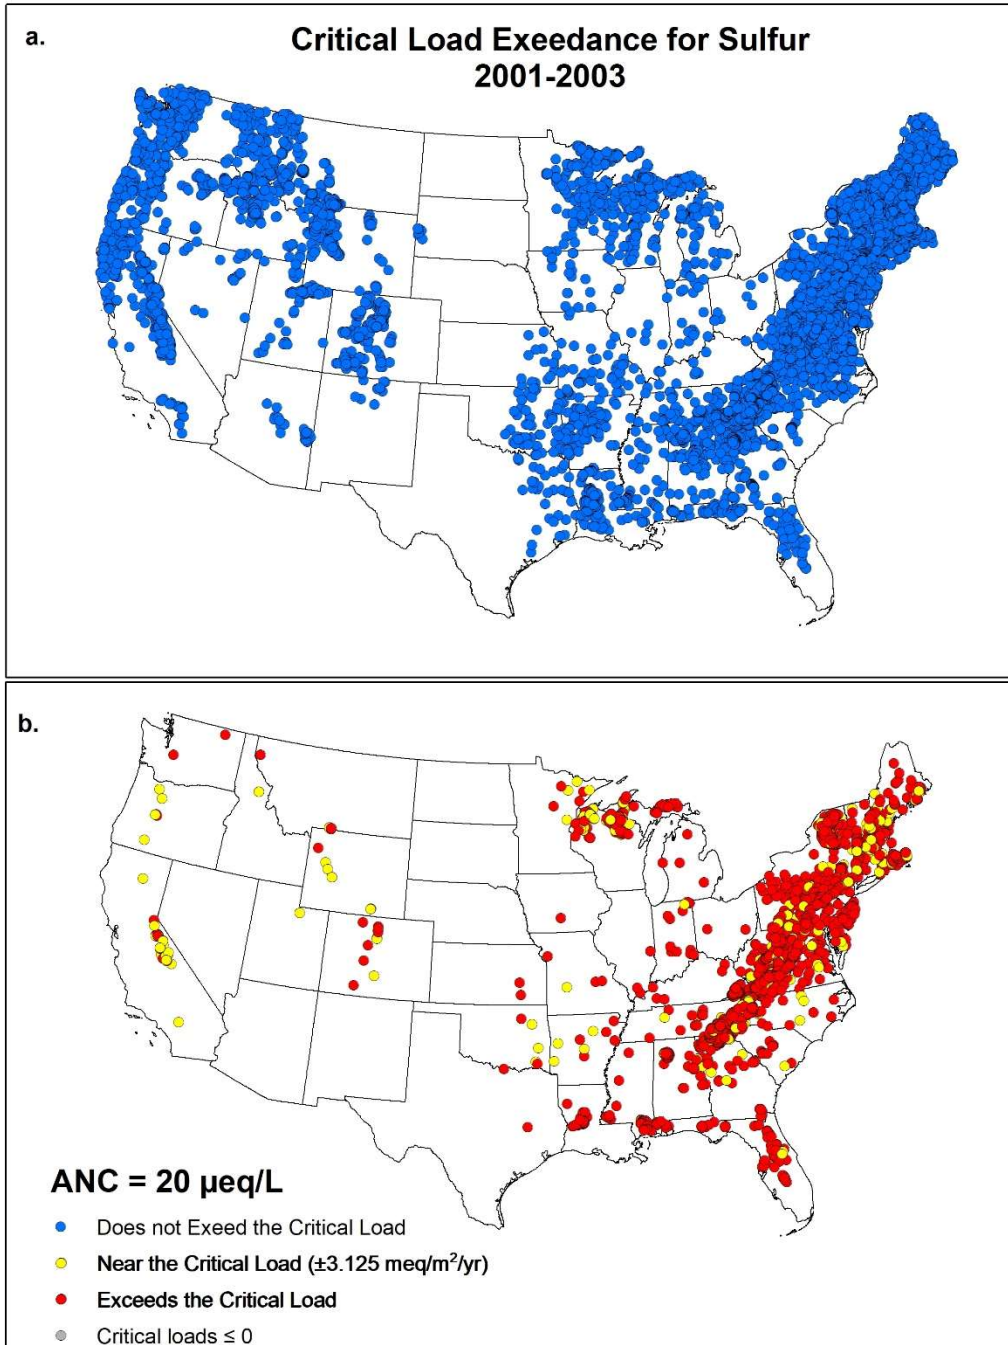 a.
Critical Load Exeedance for Sulfur
2001-2003
b.
ANC = 20 µeq/L
Does not Exeed the Critical Load
Near the Critical Load (±3.125 meq/m²/yr)
Exceeds the Critical Load
Critical loads ≤ 0